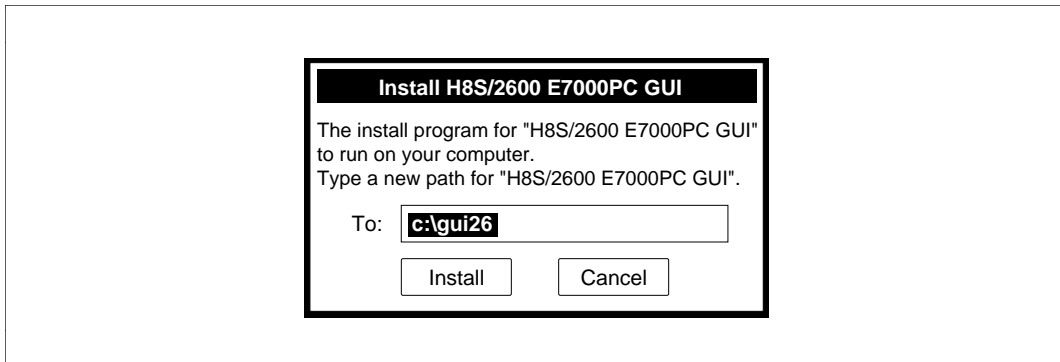 Install H8S/2600 E7000PC GUI
The install program for "H8S/2600 E7000PC GUI"
to run on your computer.
Type a new path for "H8S/2600 E7000PC GUI".
To: c:\gui26
Install Cancel